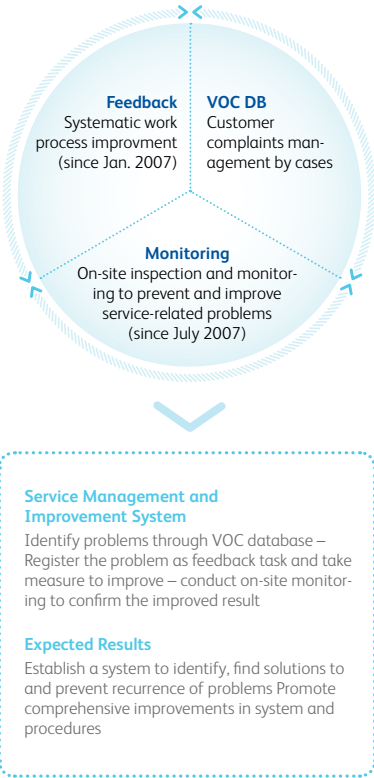 Feedback
Systematic work
process improvment
(since Jan. 2007)
VOC DB
Customer
complaints man-
agement by cases
Monitoring
On-site inspection and monitor-
ing to prevent and improve
service-related problems
(since July 2007)
Service Management and
Improvement System
Identify problems through VOC database –
Register the problem as feedback task and take
measure to improve – conduct on-site monitor-
ing to confirm the improved result
Expected Results
Establish a system to identify, find solutions to
and prevent recurrence of problems Promote
comprehensive improvements in system and
procedures